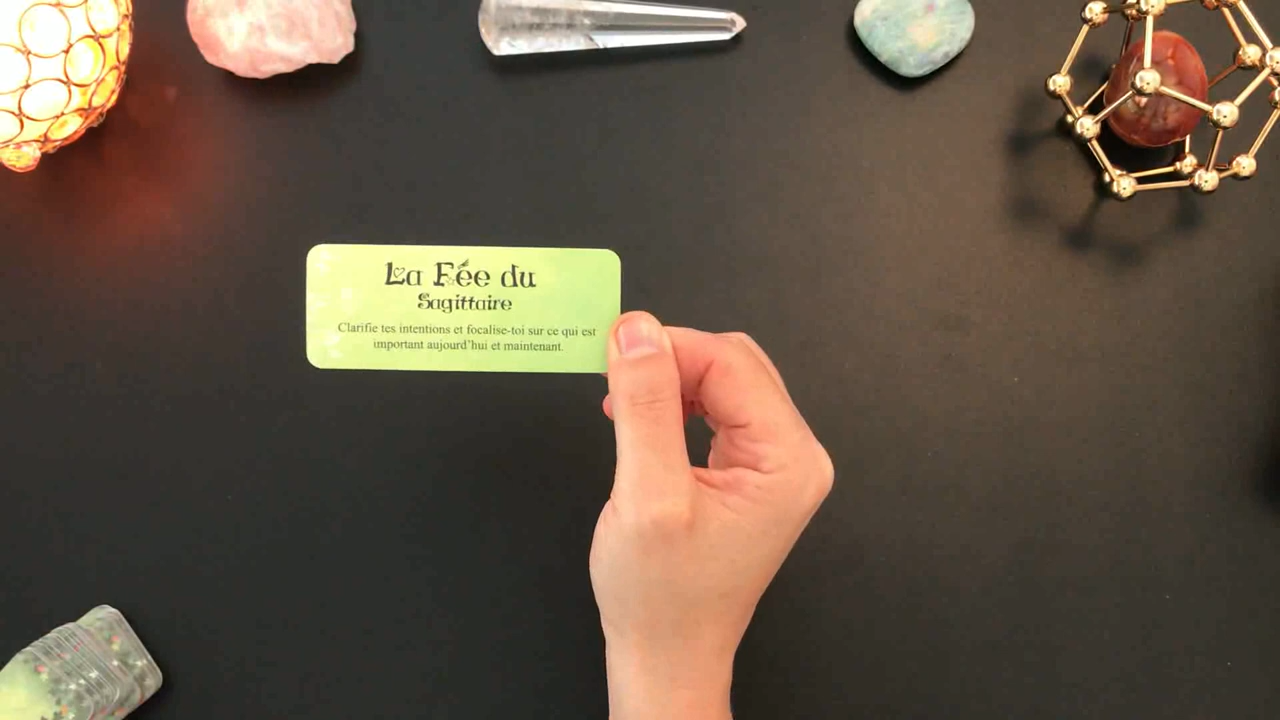 La Fée du
Sagittaire
Clarifie tes intentions et focalise-toi sur ce qui est
important aujourd'hui et maintenant.